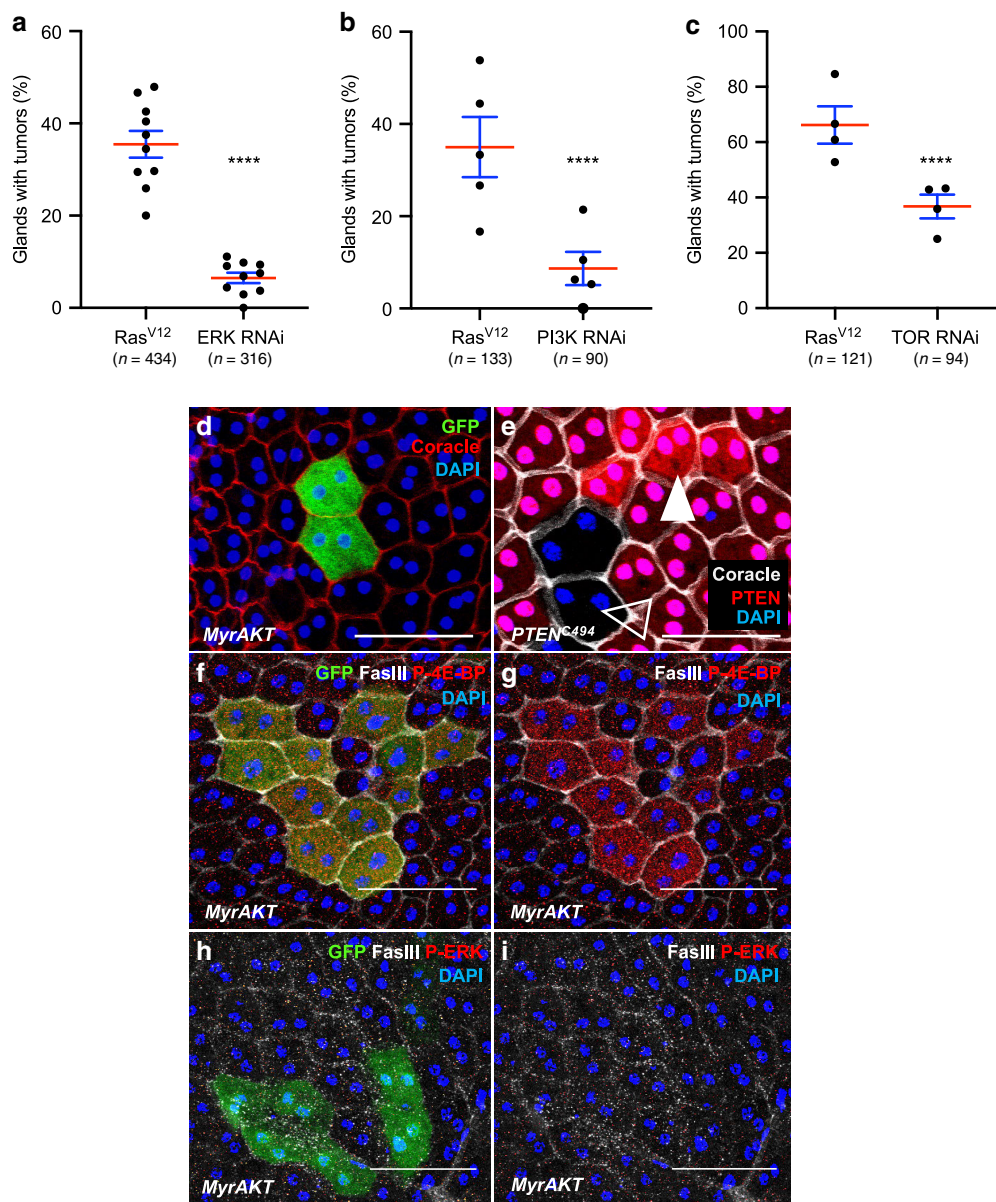 a
Glands with tumors (%)
60
40
20
0
****
Ras^V12
(n = 434)
ERK RNAi
(n = 316)
b
Glands with tumors (%)
60
40
20
0
****
Ras^V12
(n = 133)
PI3K RNAi
(n = 90)
c
Glands with tumors (%)
100
80
60
40
20
0
****
Ras^V12
(n = 121)
TOR RNAi
(n = 94)
d
GFP
Coracle
DAPI
MyrAKT
e
Coracle
PTEN
DAPI
PTEN^C494
f
GFP FasIII P-4E-BP
DAPI
MyrAKT
g
FasIII P-4E-BP
DAPI
MyrAKT
h
GFP FasIII P-ERK
DAPI
MyrAKT
i
FasIII P-ERK
DAPI
MyrAKT